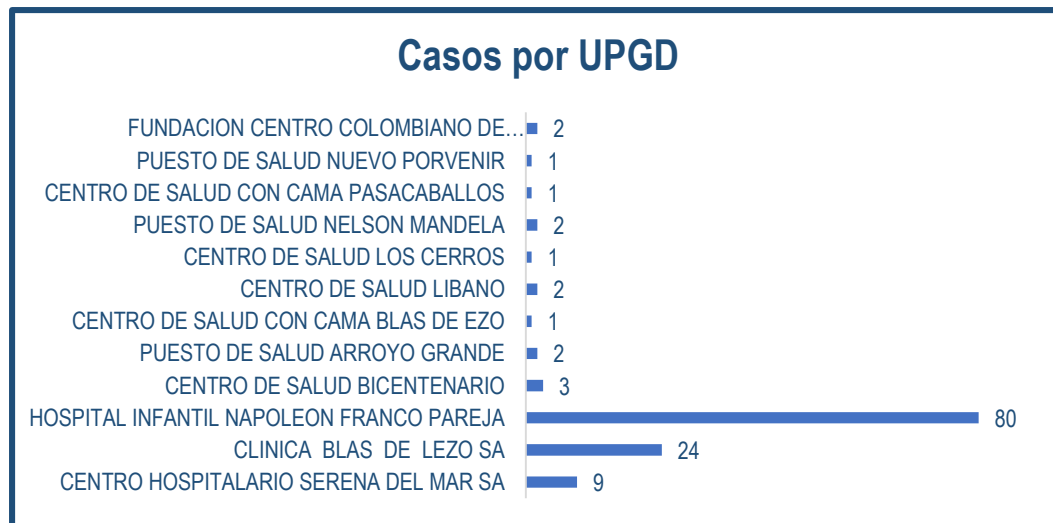 Casos por UPGD
FUNDACION CENTRO COLOMBIANO DE... 2
PUESTO DE SALUD NUEVO PORVENIR 1
CENTRO DE SALUD CON CAMA PASACABALLOS 1
PUESTO DE SALUD NELSON MANDELA 2
CENTRO DE SALUD LOS CERROS 1
CENTRO DE SALUD LIBANO 2
CENTRO DE SALUD CON CAMA BLAS DE EZO 1
PUESTO DE SALUD ARROYO GRANDE 2
CENTRO DE SALUD BICENTENARIO 3
HOSPITAL INFANTIL NAPOLEON FRANCO PAREJA 80
CLINICA BLAS DE LEZO SA 24
CENTRO HOSPITALARIO SERENA DEL MAR SA 9